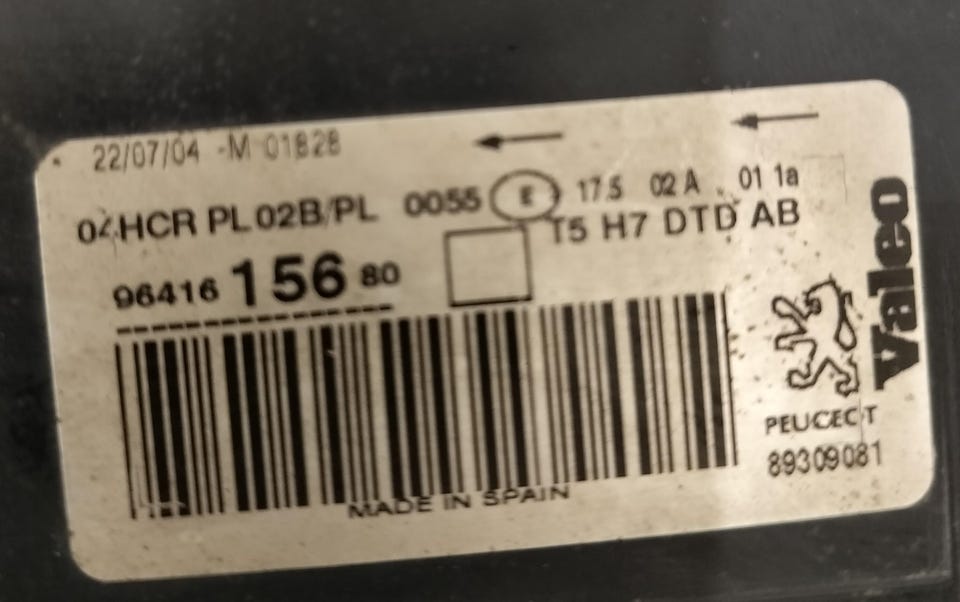 22/07/04 -M 01828
04 HCR PL 02B/PL 0055 E 17.5 02 A 01 1a
T5 H7 DTD AB
96416 156 80
Valeo
PEUGEOT
89309081
MADE IN SPAIN